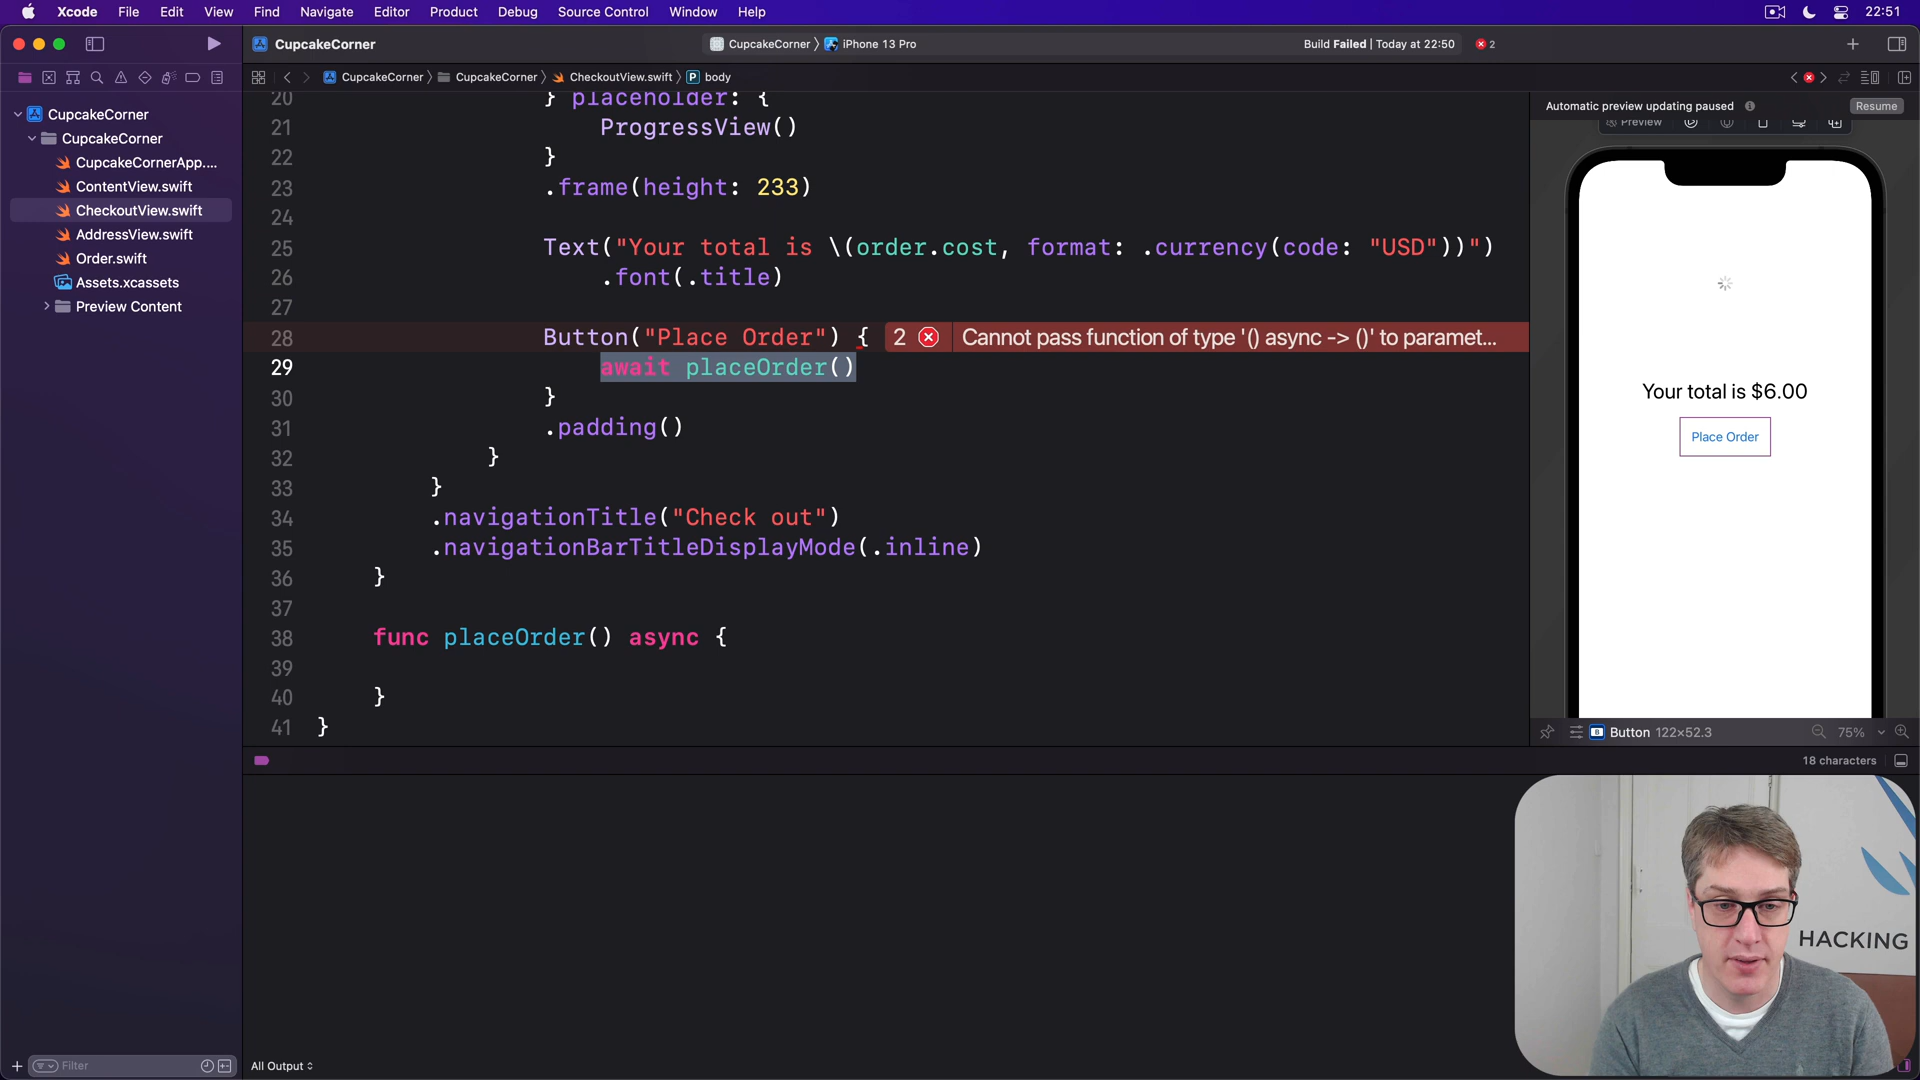 Xcode File Edit View Find Navigate Editor Product Debug Source Control Window Help 22:51
CupcakeCorner CupcakeCorner iPhone 13 Pro Build Failed | Today at 22:50 2
CupcakeCorner CupcakeCorner CheckoutView.swift P body
CupcakeCorner
CupcakeCorner
CupcakeCornerApp....
ContentView.swift
CheckoutView.swift
AddressView.swift
Order.swift
Assets.xcassets
Preview Content
Filter
20 } placeholder: {
21 ProgressView()
22 }
23 .frame(height: 233)
24
25 Text("Your total is \(order.cost, format: .currency(code: "USD"))")
26 .font(.title)
27
28 Button("Place Order") { 2 Cannot pass function of type '() async -> ()' to paramet...
29 await placeOrder()
30 }
31 .padding()
32 }
33 }
34 .navigationTitle("Check out")
35 .navigationBarTitleDisplayMode(.inline)
36 }
37
38 func placeOrder() async {
39
40 }
41 }
Automatic preview updating paused Resume
Preview
Your total is $6.00
Place Order
Button 122×52.3 75%
18 characters
All Output
HACKING